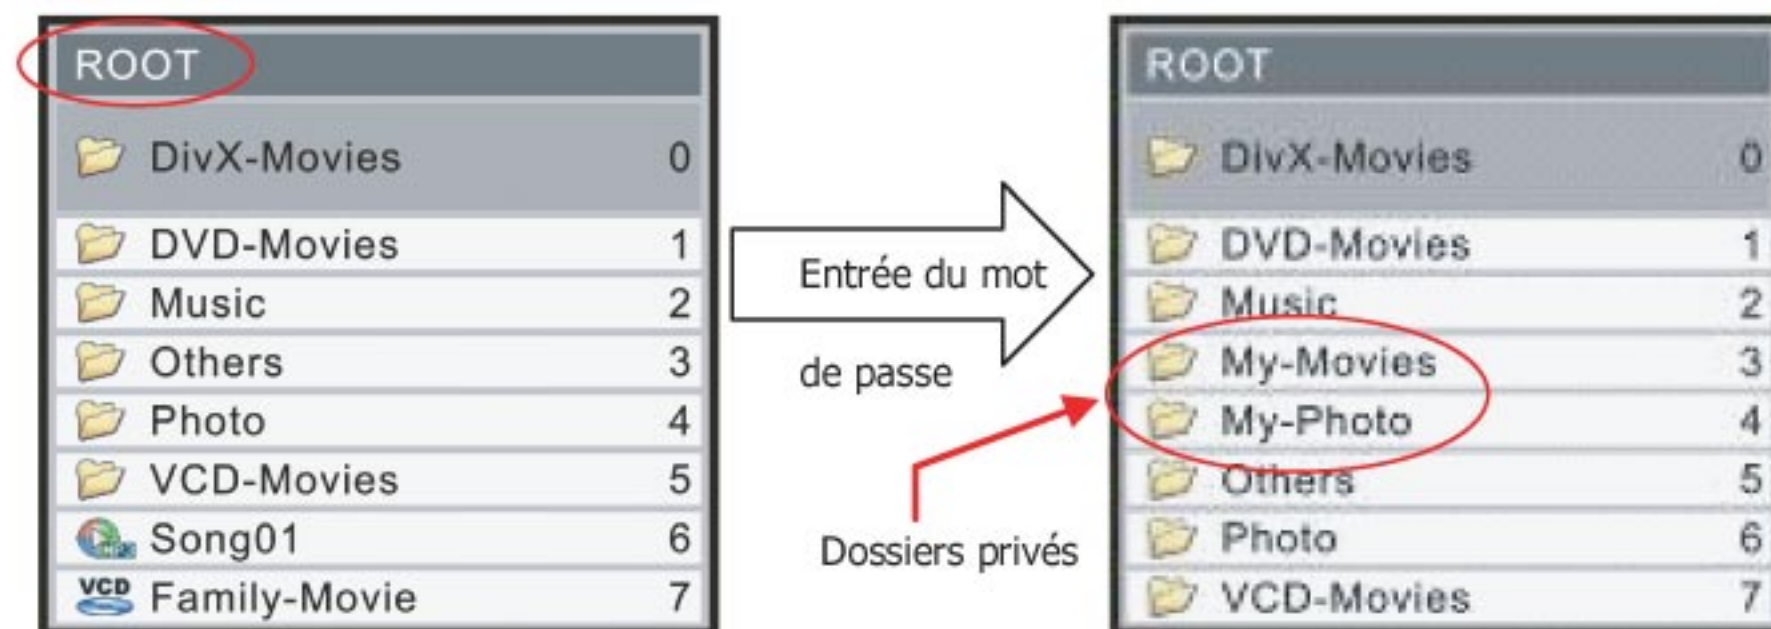 ROOT
DivX-Movies 0
DVD-Movies 1
Music 2
Others 3
Photo 4
VCD-Movies 5
Song01 6
VCD Family-Movie 7
Entrée du mot
de passe
Dossiers privés
ROOT
DivX-Movies 0
DVD-Movies 1
Music 2
My-Movies 3
My-Photo 4
Others 5
Photo 6
VCD-Movies 7